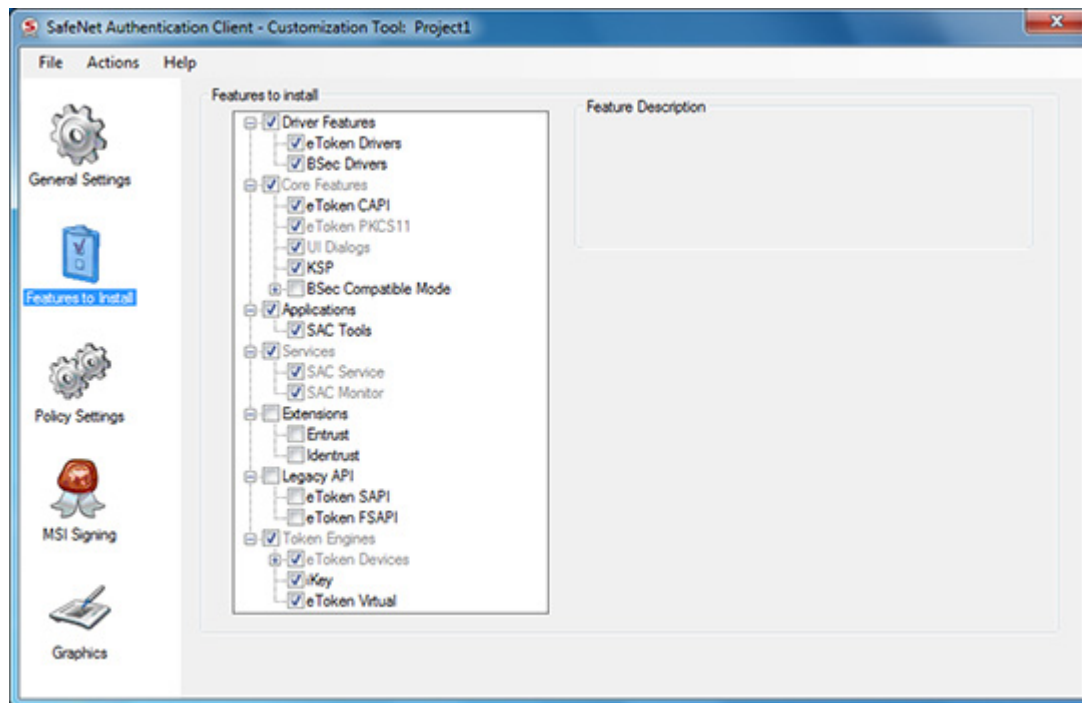 SafeNet Authentication Client - Customization Tool: Project1
File Actions Help
General Settings
Features to Install
Policy Settings
MSI Signing
Graphics
Features to install
Driver Features
eToken Drivers
BSec Drivers
Core Features
eToken CAPI
eToken PKCS11
UI Dialogs
KSP
BSec Compatible Mode
Applications
SAC Tools
Services
SAC Service
SAC Monitor
Extensions
Entrust
Identrust
Legacy API
eToken SAPI
eToken FSAPI
Token Engines
eToken Devices
iKey
eToken Virtual
Feature Description